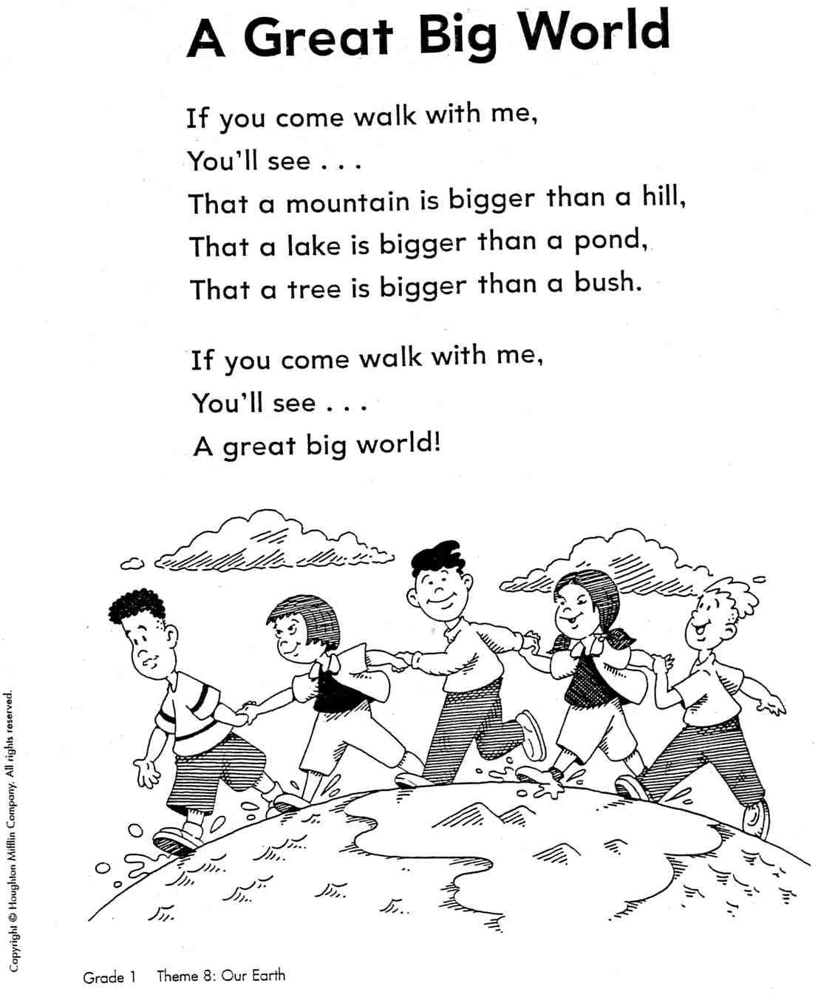 A Great Big World
If you come walk with me,
You'll see . . .
That a mountain is bigger than a hill,
That a lake is bigger than a pond,
That a tree is bigger than a bush.
If you come walk with me,
You'll see . . .
A great big world!
Copyright © Houghton Mifflin Company. All rights reserved.
Grade 1 Theme 8: Our Earth